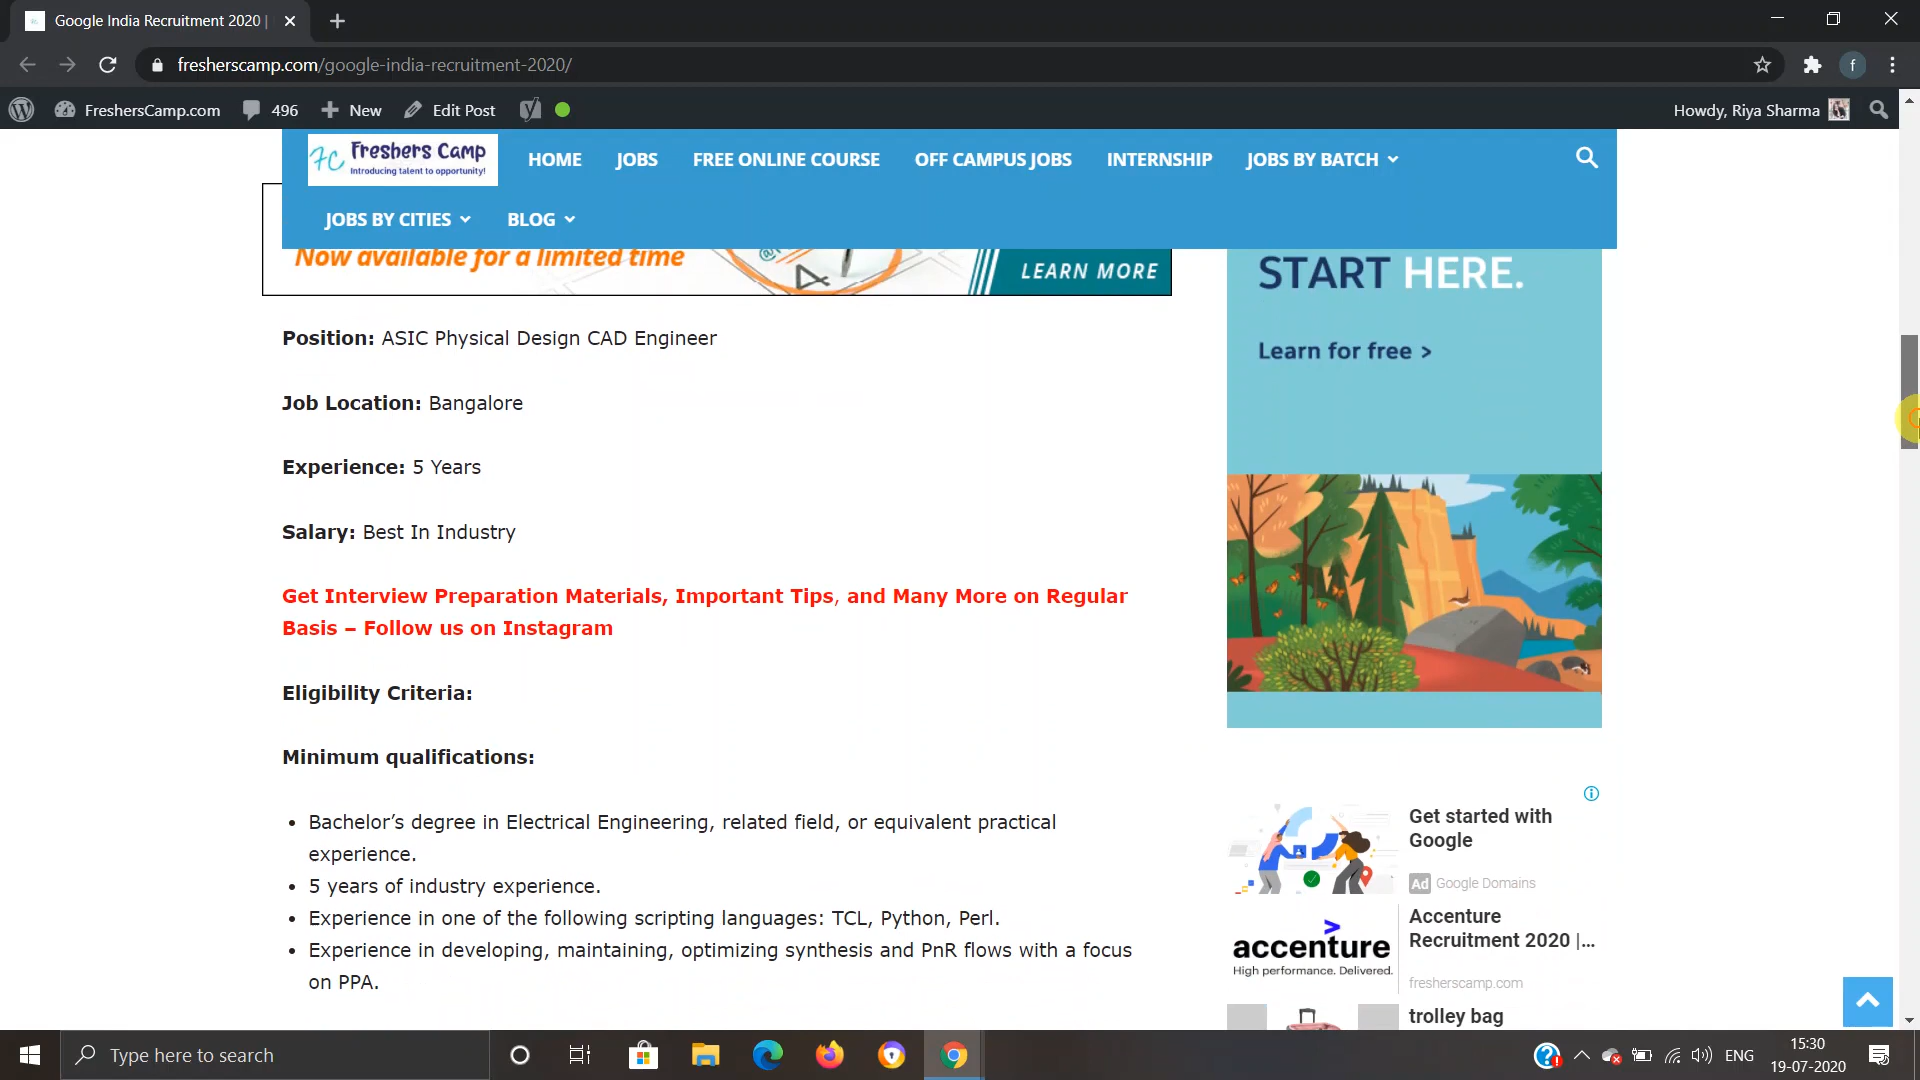 Google India Recruitment 2020 |
fresherscamp.com/google-india-recruitment-2020/
f
FreshersCamp.com 496 New Edit Post Howdy, Riya Sharma
FC Freshers Camp
Introducing talent to opportunity!
HOME JOBS FREE ONLINE COURSE OFF CAMPUS JOBS INTERNSHIP JOBS BY BATCH
JOBS BY CITIES BLOG
Now available for a limited time
LEARN MORE
START HERE.
Learn for free >
Position: ASIC Physical Design CAD Engineer
Job Location: Bangalore
Experience: 5 Years
Salary: Best In Industry
Get Interview Preparation Materials, Important Tips, and Many More on Regular
Basis – Follow us on Instagram
Eligibility Criteria:
Minimum qualifications:
• Bachelor’s degree in Electrical Engineering, related field, or equivalent practical
experience.
• 5 years of industry experience.
• Experience in one of the following scripting languages: TCL, Python, Perl.
• Experience in developing, maintaining, optimizing synthesis and PnR flows with a focus
on PPA.
Get started with
Google
Ad Google Domains
accenture
High performance. Delivered.
Accenture
Recruitment 2020 |...
fresherscamp.com
trolley bag
Type here to search
ENG
15:30
19-07-2020